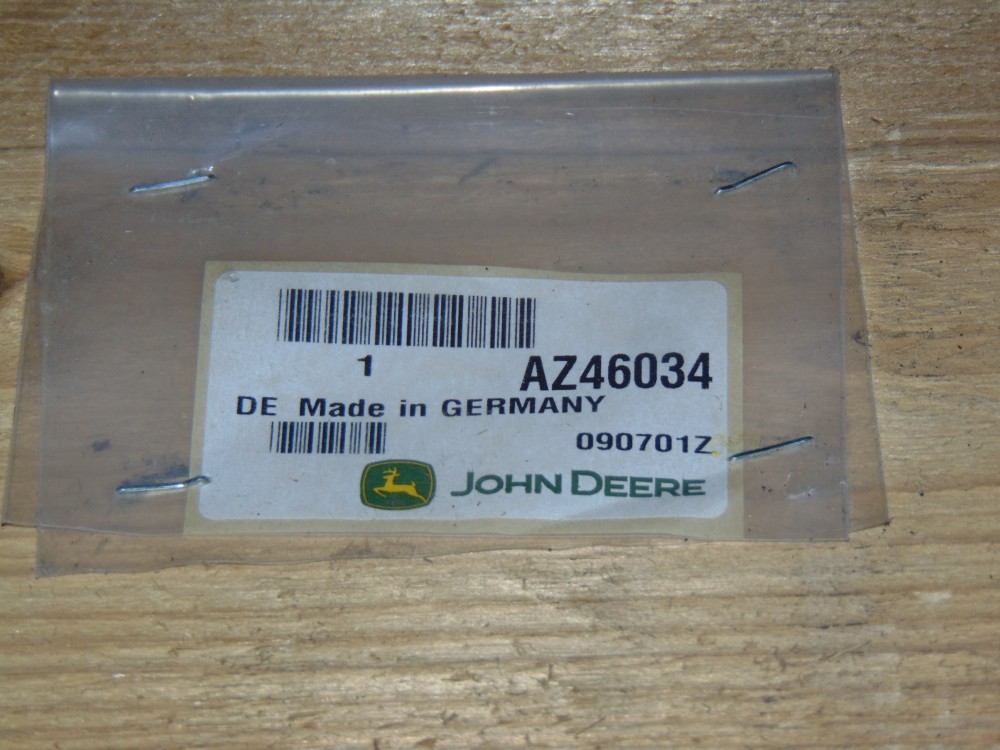 1
AZ46034
DE Made in GERMANY
090701Z
JOHN DEERE